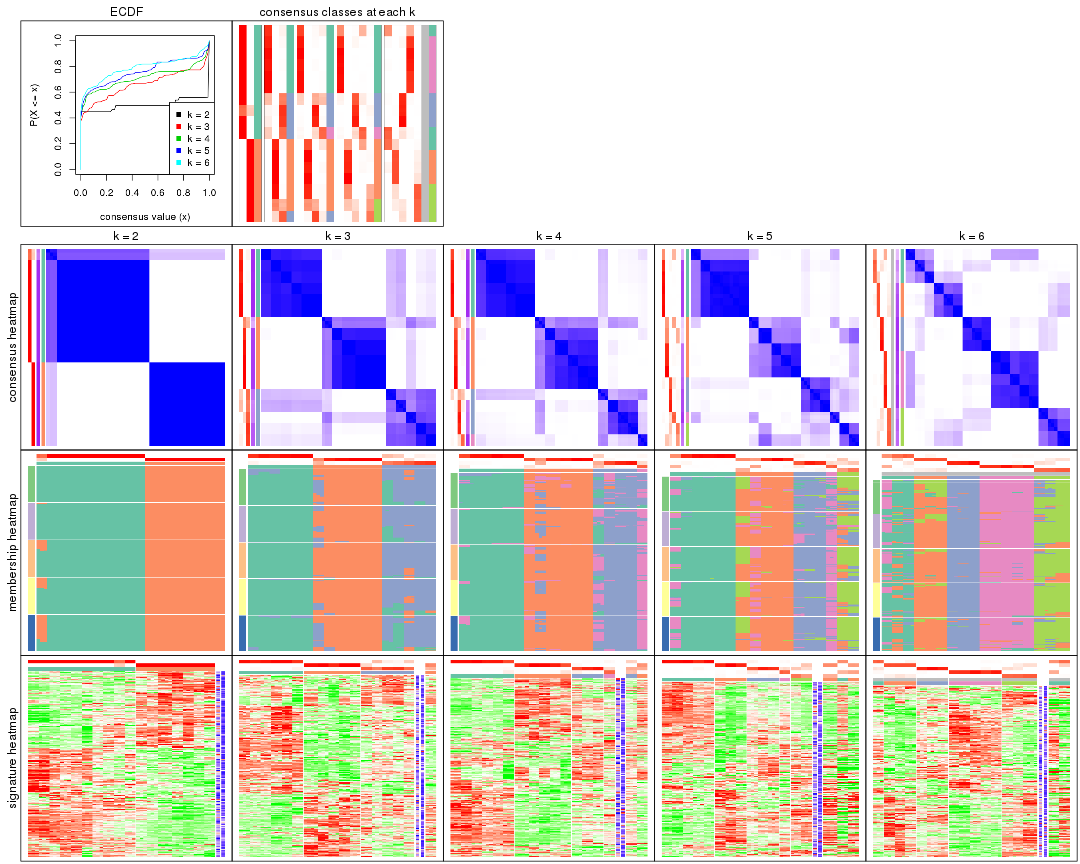 ECDF
consensus classes at each k
P(X <= x)
0.0 0.2 0.4 0.6 0.8 1.0
k = 2
k = 3
k = 4
k = 5
k = 6
0.0 0.2 0.4 0.6 0.8 1.0
consensus value (x)
k = 2
k = 3
k = 4
k = 5
k = 6
consensus heatmap
membership heatmap
signature heatmap